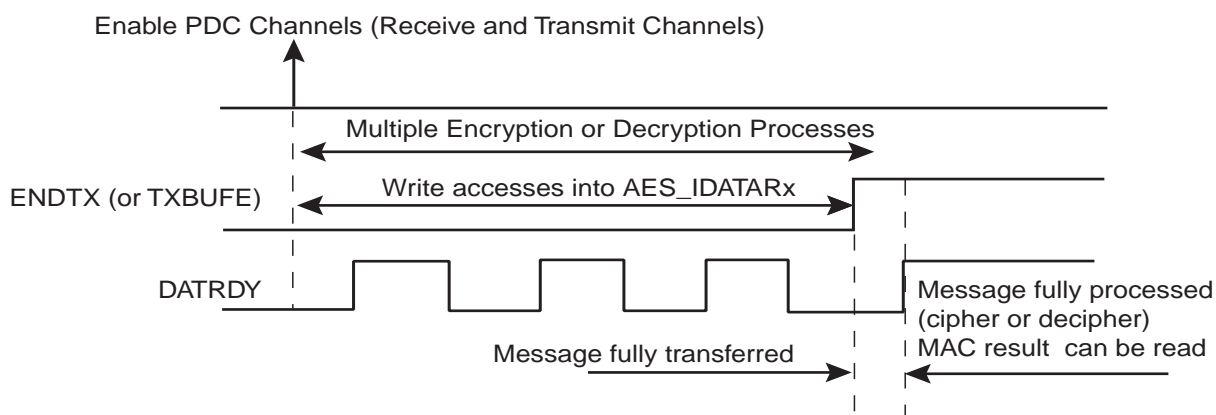 Enable PDC Channels (Receive and Transmit Channels)
Multiple Encryption or Decryption Processes
ENDTX (or TXBUFE)
Write accesses into AES_IDATARx
DATRDY
Message fully processed
(cipher or decipher)
MAC result can be read
Message fully transferred